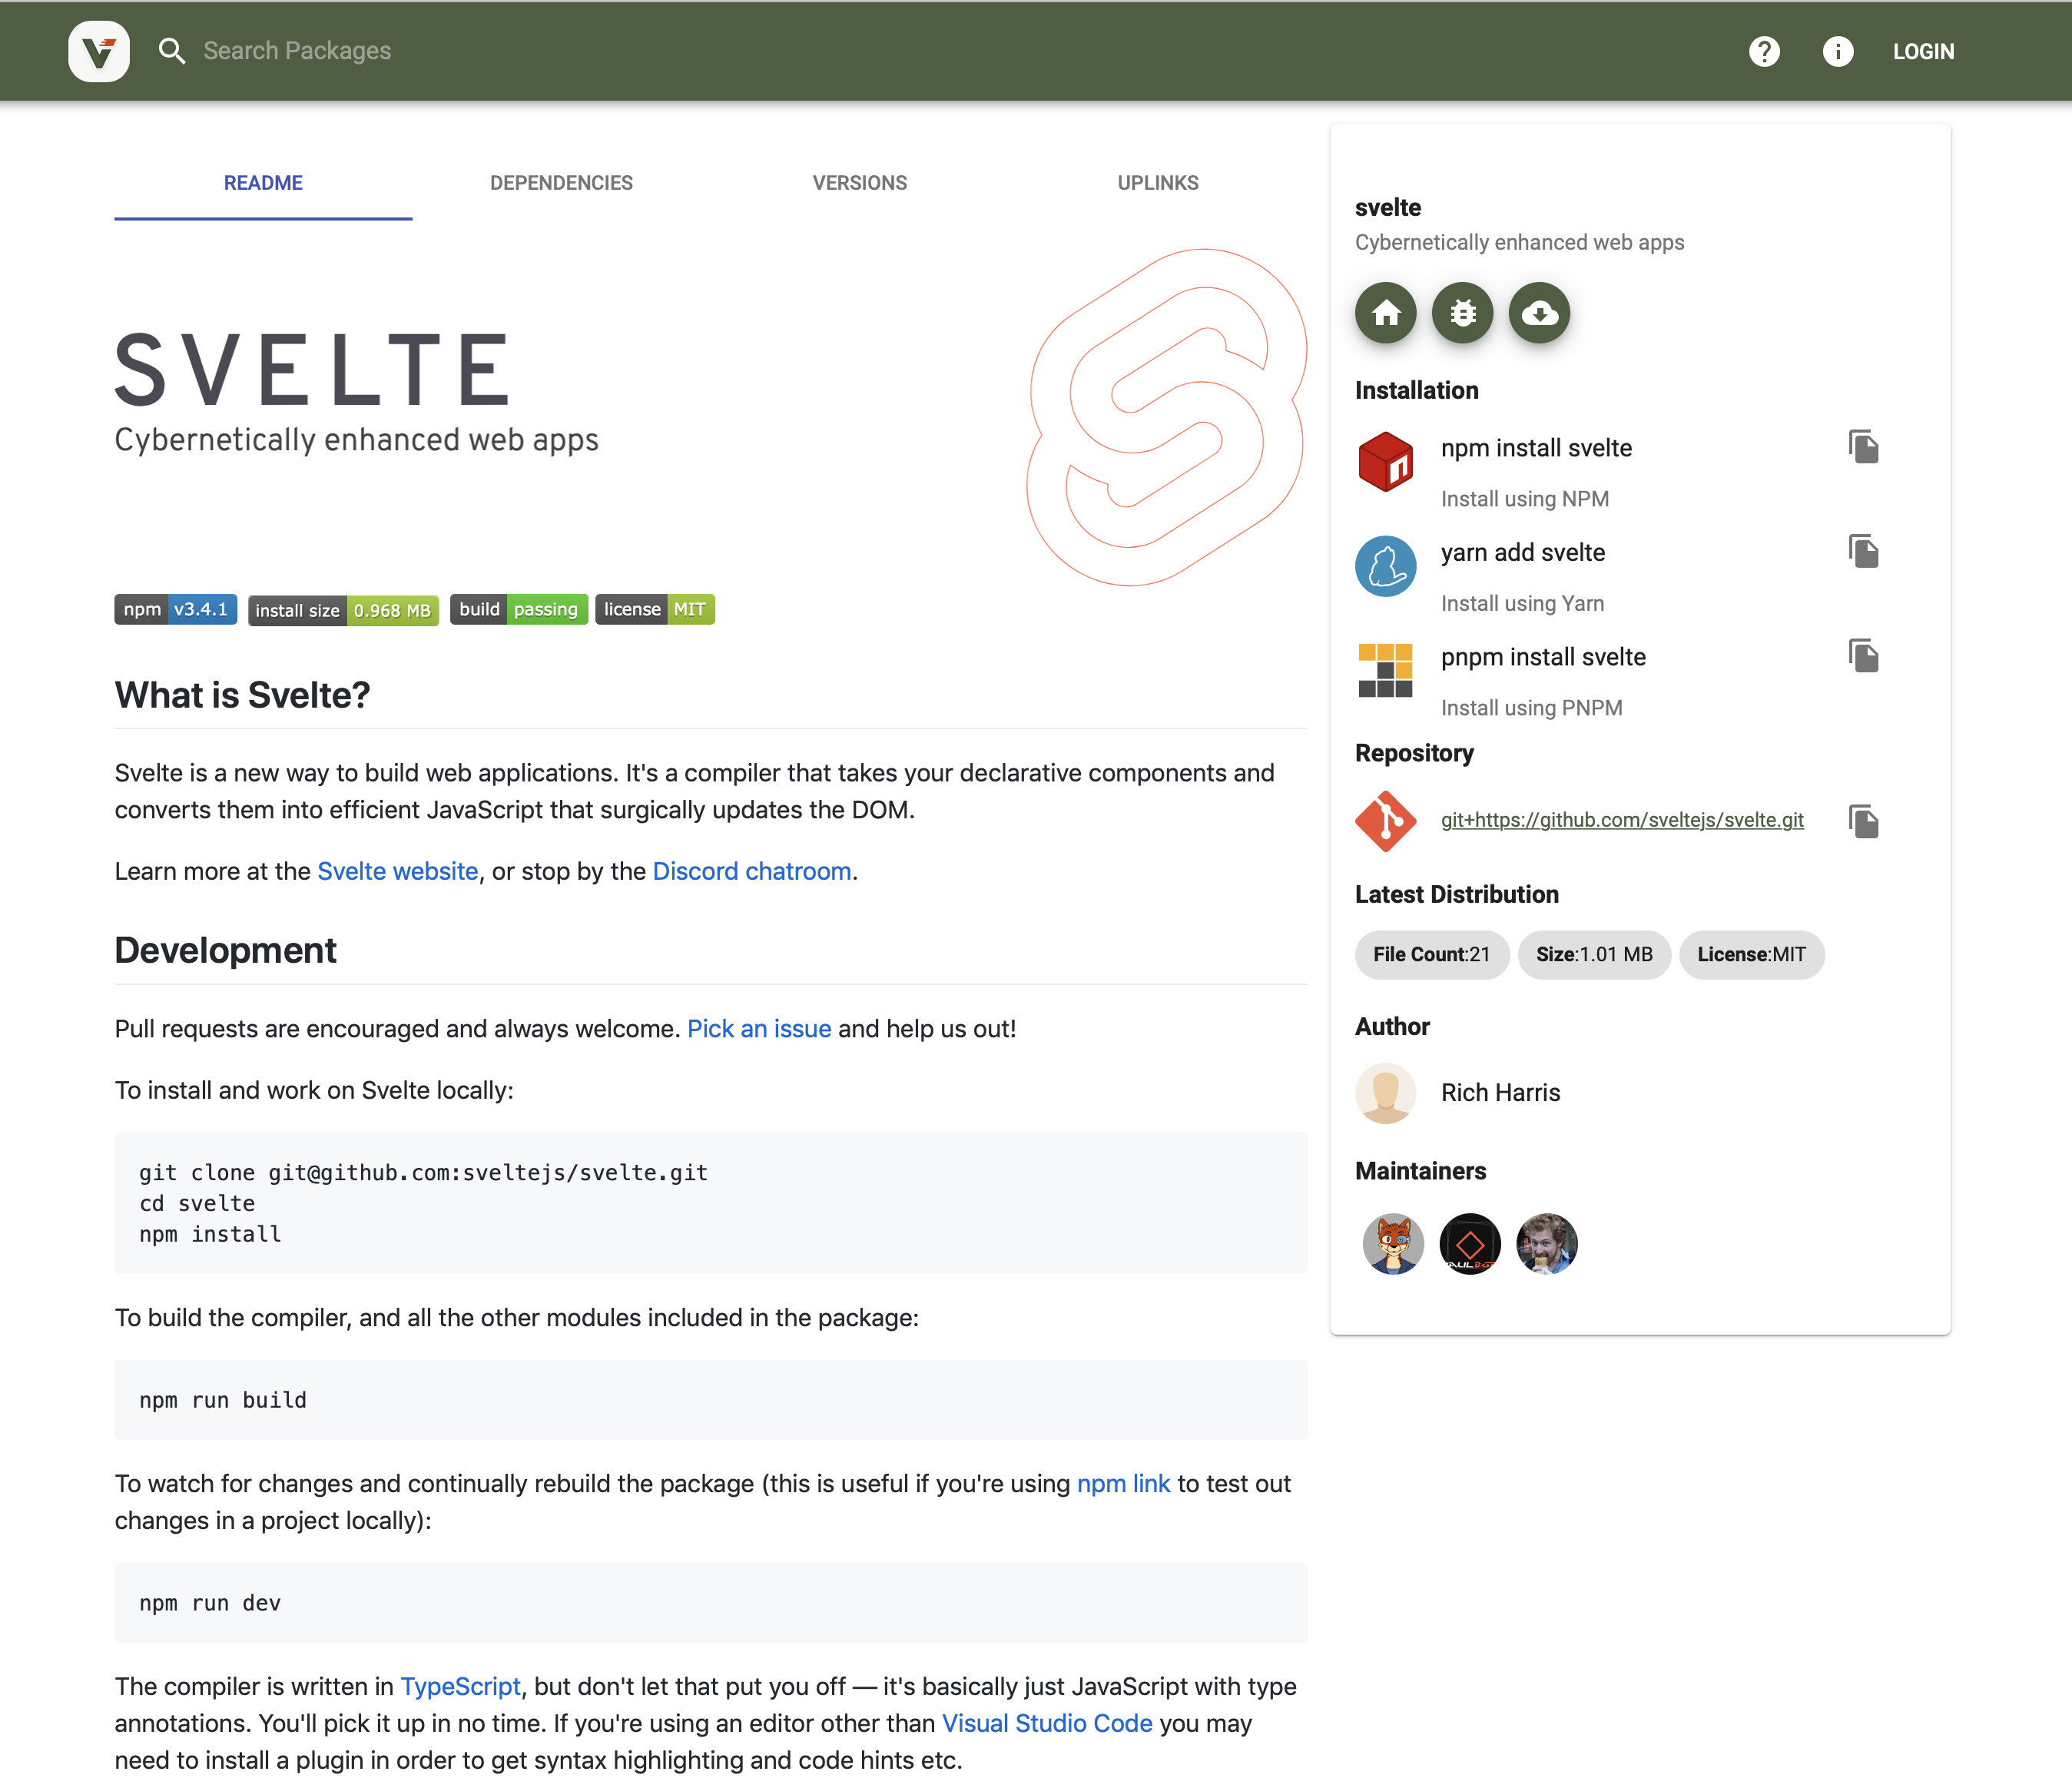 Search Packages
LOGIN
README
DEPENDENCIES
VERSIONS
UPLINKS
SVELTE
Cybernetically enhanced web apps
npm v3.4.1
install size 0.968 MB
build passing
license MIT
What is Svelte?
Svelte is a new way to build web applications. It's a compiler that takes your declarative components and
converts them into efficient JavaScript that surgically updates the DOM.
Learn more at the Svelte website, or stop by the Discord chatroom.
Development
Pull requests are encouraged and always welcome. Pick an issue and help us out!
To install and work on Svelte locally:
git clone git@github.com:sveltejs/svelte.git
cd svelte
npm install
To build the compiler, and all the other modules included in the package:
npm run build
To watch for changes and continually rebuild the package (this is useful if you're using npm link to test out
changes in a project locally):
npm run dev
The compiler is written in TypeScript, but don't let that put you off — it's basically just JavaScript with type
annotations. You'll pick it up in no time. If you're using an editor other than Visual Studio Code you may
need to install a plugin in order to get syntax highlighting and code hints etc.
svelte
Cybernetically enhanced web apps
Installation
npm install svelte
Install using NPM
yarn add svelte
Install using Yarn
pnpm install svelte
Install using PNPM
Repository
git+https://github.com/sveltejs/svelte.git
Latest Distribution
File Count:21
Size:1.01 MB
License:MIT
Author
Rich Harris
Maintainers